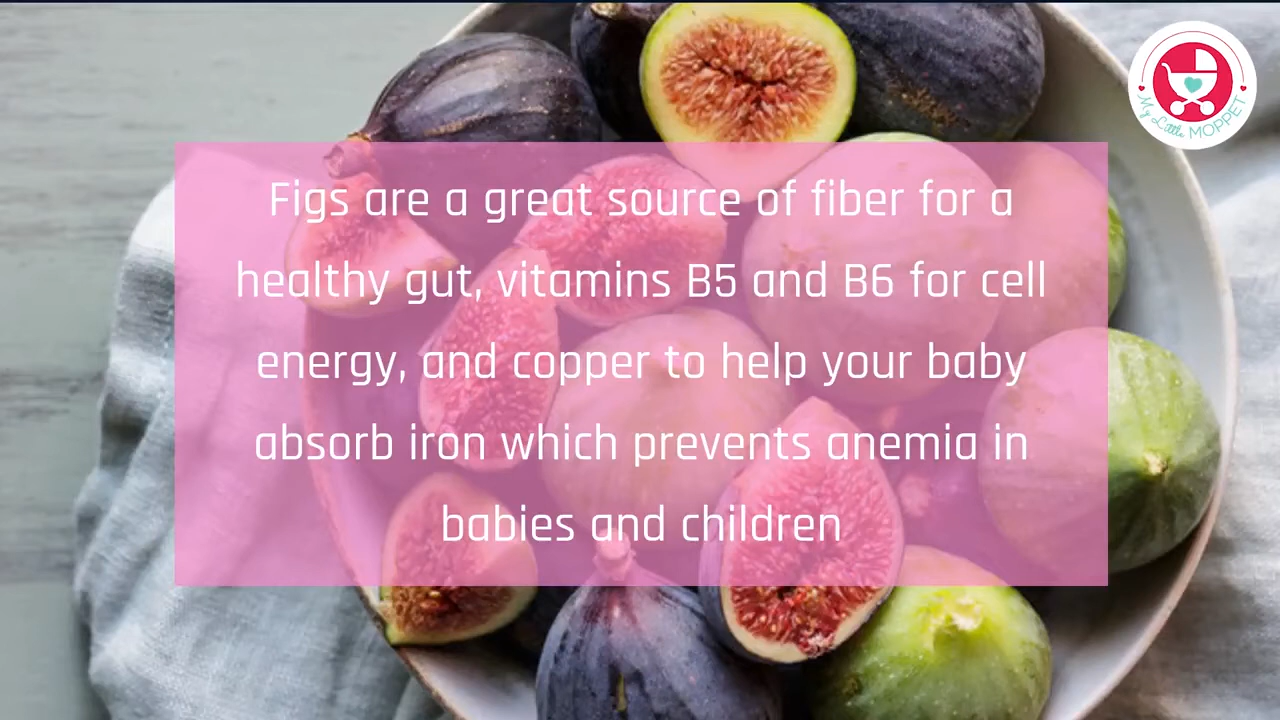 Figs are a great source of fiber for a
healthy gut, vitamins B5 and B6 for cell
energy, and copper to help your baby
absorb iron which prevents anemia in
babies and children
My Little MOPPET